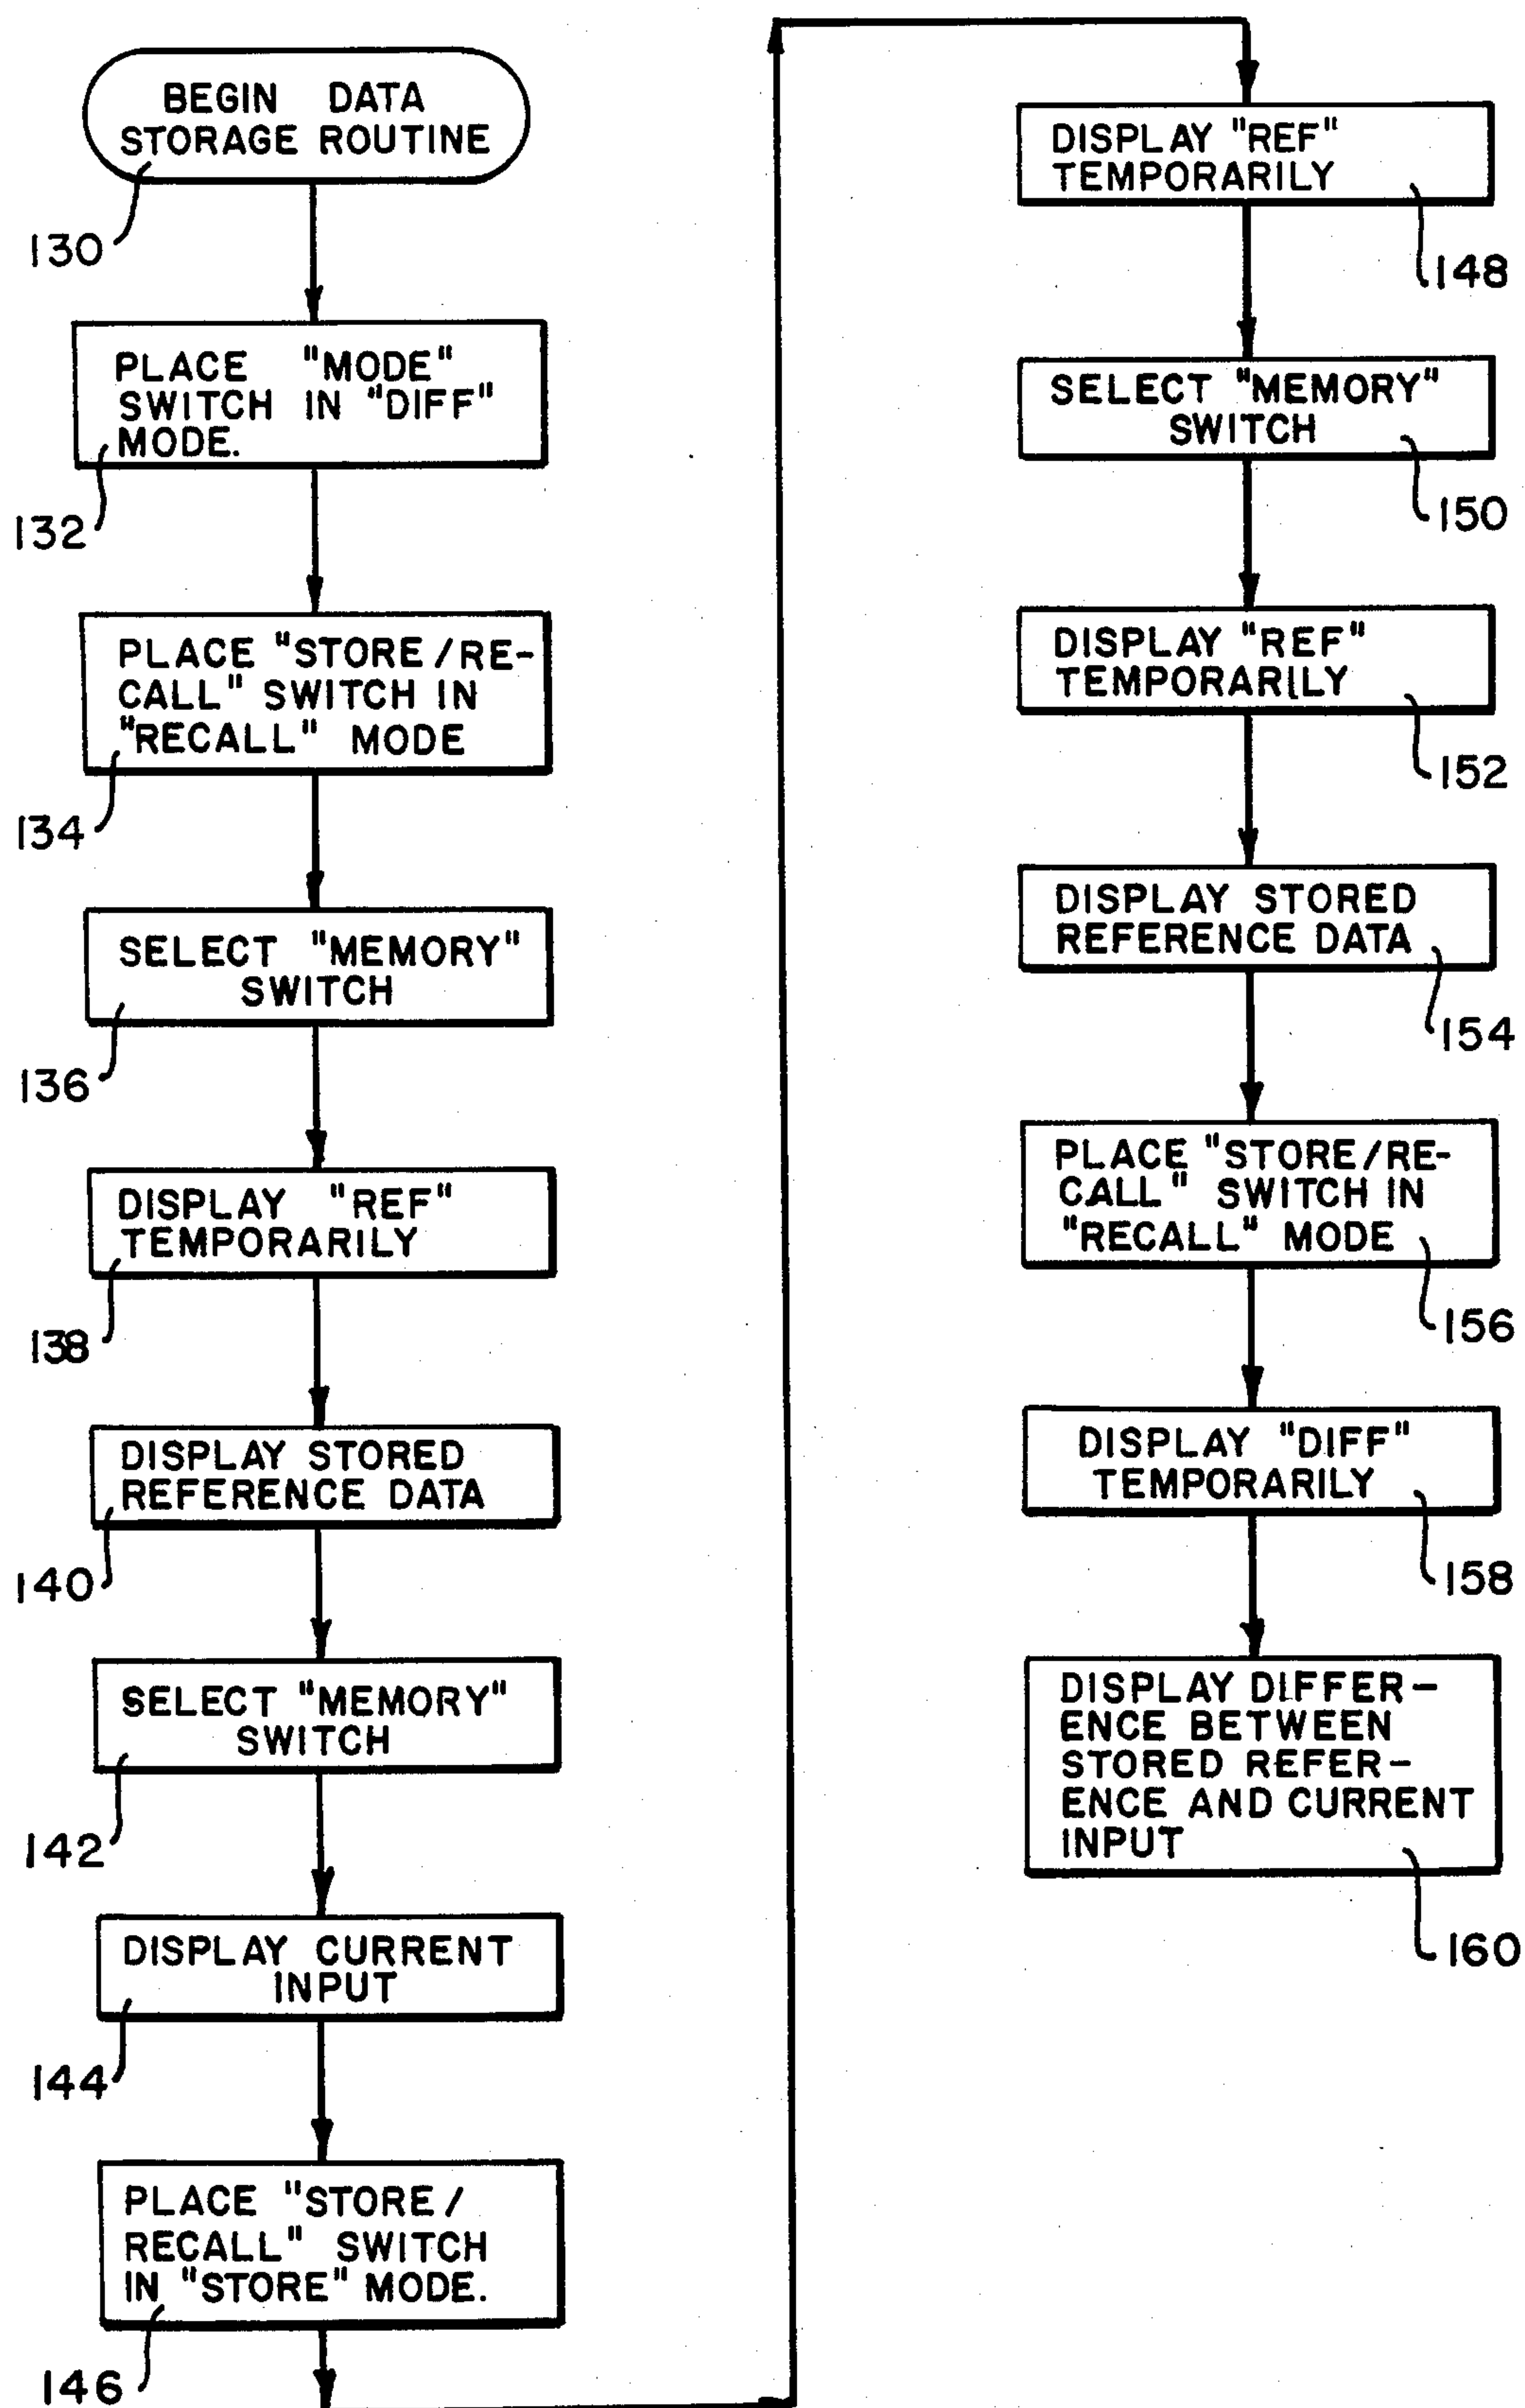 BEGIN DATA
STORAGE ROUTINE
130
PLACE "MODE"
SWITCH IN "DIFF"
MODE.
132
PLACE "STORE/RE-
CALL" SWITCH IN
"RECALL" MODE
134
SELECT "MEMORY"
SWITCH
136
DISPLAY "REF"
TEMPORARILY
138
DISPLAY STORED
REFERENCE DATA
140
SELECT "MEMORY"
SWITCH
142
DISPLAY CURRENT
INPUT
144
PLACE "STORE/
RECALL" SWITCH
IN "STORE" MODE.
146
DISPLAY "REF"
TEMPORARILY
148
SELECT "MEMORY"
SWITCH
150
DISPLAY "REF"
TEMPORARILY
152
DISPLAY STORED
REFERENCE DATA
154
PLACE "STORE/RE-
CALL" SWITCH IN
"RECALL" MODE
156
DISPLAY "DIFF"
TEMPORARILY
158
DISPLAY DIFFER-
ENCE BETWEEN
STORED REFER-
ENCE AND CURRENT
INPUT
160